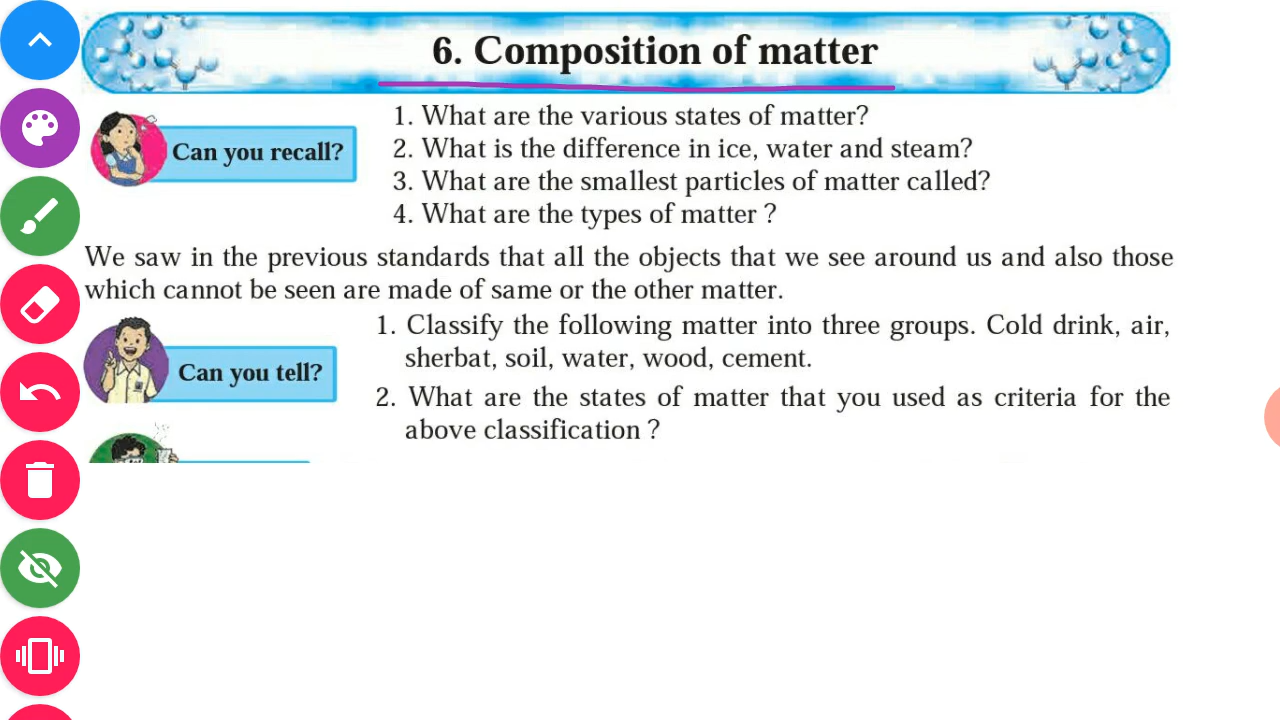 6. Composition of matter
Can you recall?
1. What are the various states of matter?
2. What is the difference in ice, water and steam?
3. What are the smallest particles of matter called?
4. What are the types of matter ?
We saw in the previous standards that all the objects that we see around us and also those
which cannot be seen are made of same or the other matter.
Can you tell?
1. Classify the following matter into three groups. Cold drink, air,
sherbat, soil, water, wood, cement.
2. What are the states of matter that you used as criteria for the
above classification ?